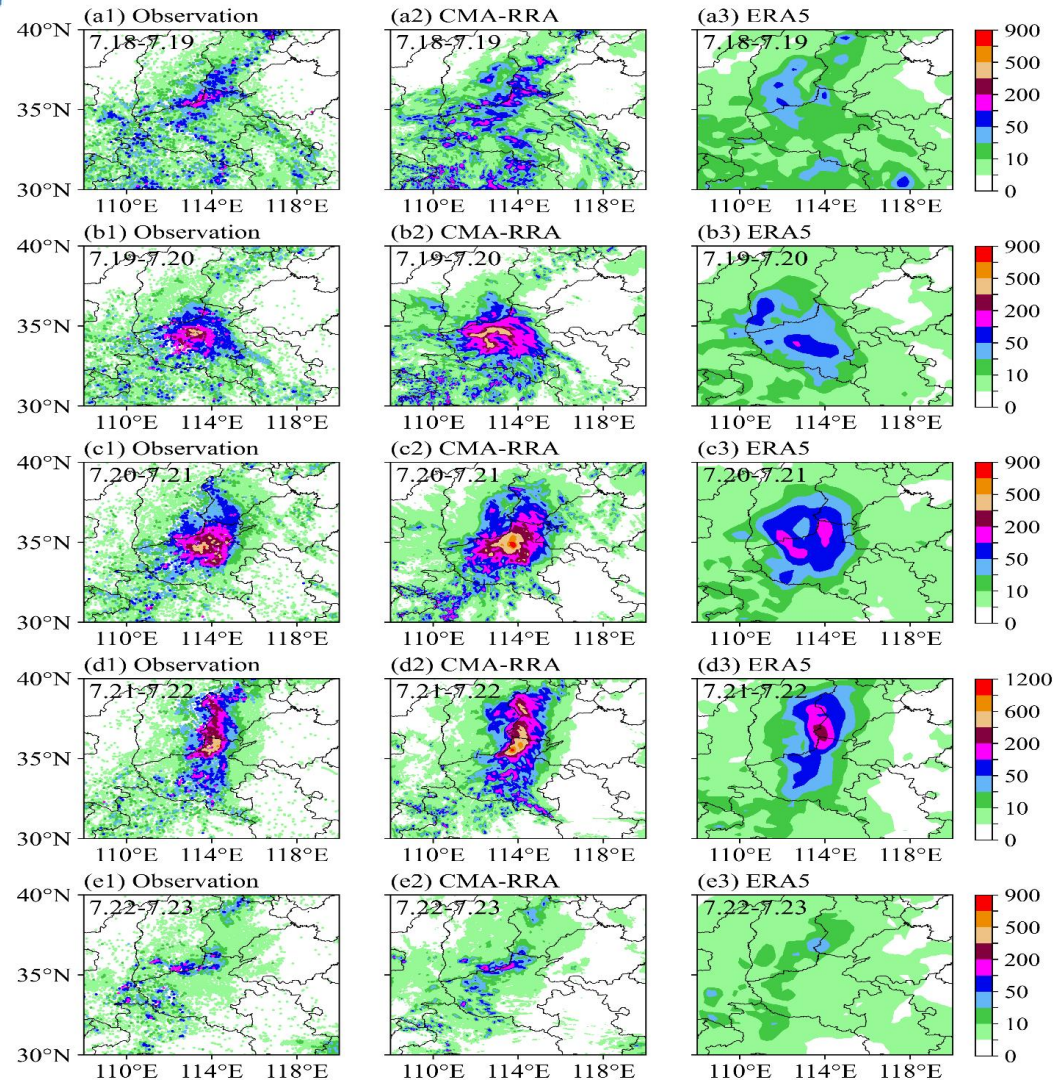 (a1) Observation (a2) CMA-RRA (a3) ERA5
40°N 7.18-7.19 7.18-7.19 7.18-7.19 900
500
35°N 200
50
10
30°N 0
110°E 114°E 118°E 110°E 114°E 118°E 110°E 114°E 118°E
(b1) Observation (b2) CMA-RRA (b3) ERA5
40°N 7.19-7.20 7.19-7.20 7.19-7.20 900
500
35°N 200
50
10
30°N 0
110°E 114°E 118°E 110°E 114°E 118°E 110°E 114°E 118°E
(c1) Observation (c2) CMA-RRA (c3) ERA5
40°N 7.20-7.21 7.20-7.21 7.20-7.21 900
500
35°N 200
50
10
30°N 0
110°E 114°E 118°E 110°E 114°E 118°E 110°E 114°E 118°E
(d1) Observation (d2) CMA-RRA (d3) ERA5
40°N 7.21-7.22 7.21-7.22 7.21-7.22 1200
600
35°N 200
50
10
30°N 0
110°E 114°E 118°E 110°E 114°E 118°E 110°E 114°E 118°E
(e1) Observation (e2) CMA-RRA (e3) ERA5
40°N 7.22-7.23 7.22-7.23 7.22-7.23 900
500
35°N 200
50
10
30°N 0
110°E 114°E 118°E 110°E 114°E 118°E 110°E 114°E 118°E